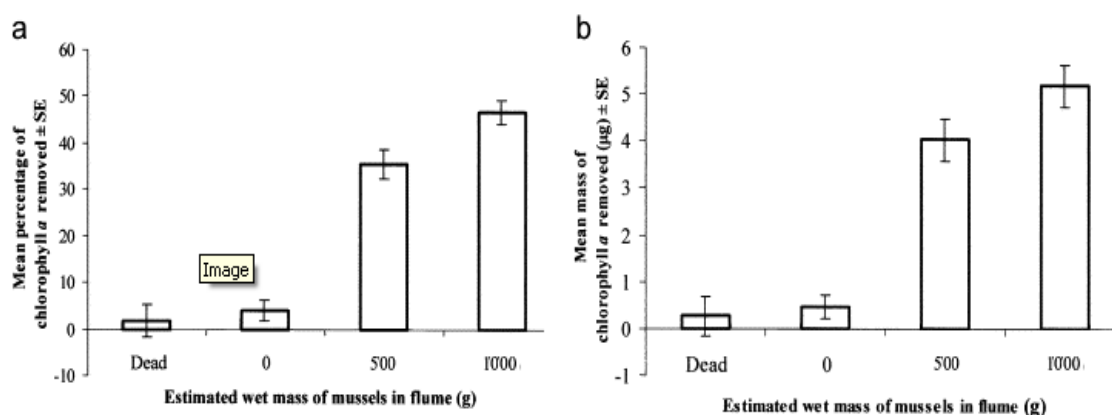 a
Mean percentage of
chlorophyll a removed ± SE
60
50
40
30
20
10
0
-10
Image
Dead 0 500 1000
Estimated wet mass of mussels in flume (g)
b
Mean mass of
chlorophyll a removed (µg) ± SE
6
5
4
3
2
1
0
-1
Dead 0 500 1000
Estimated wet mass of mussels in flume (g)